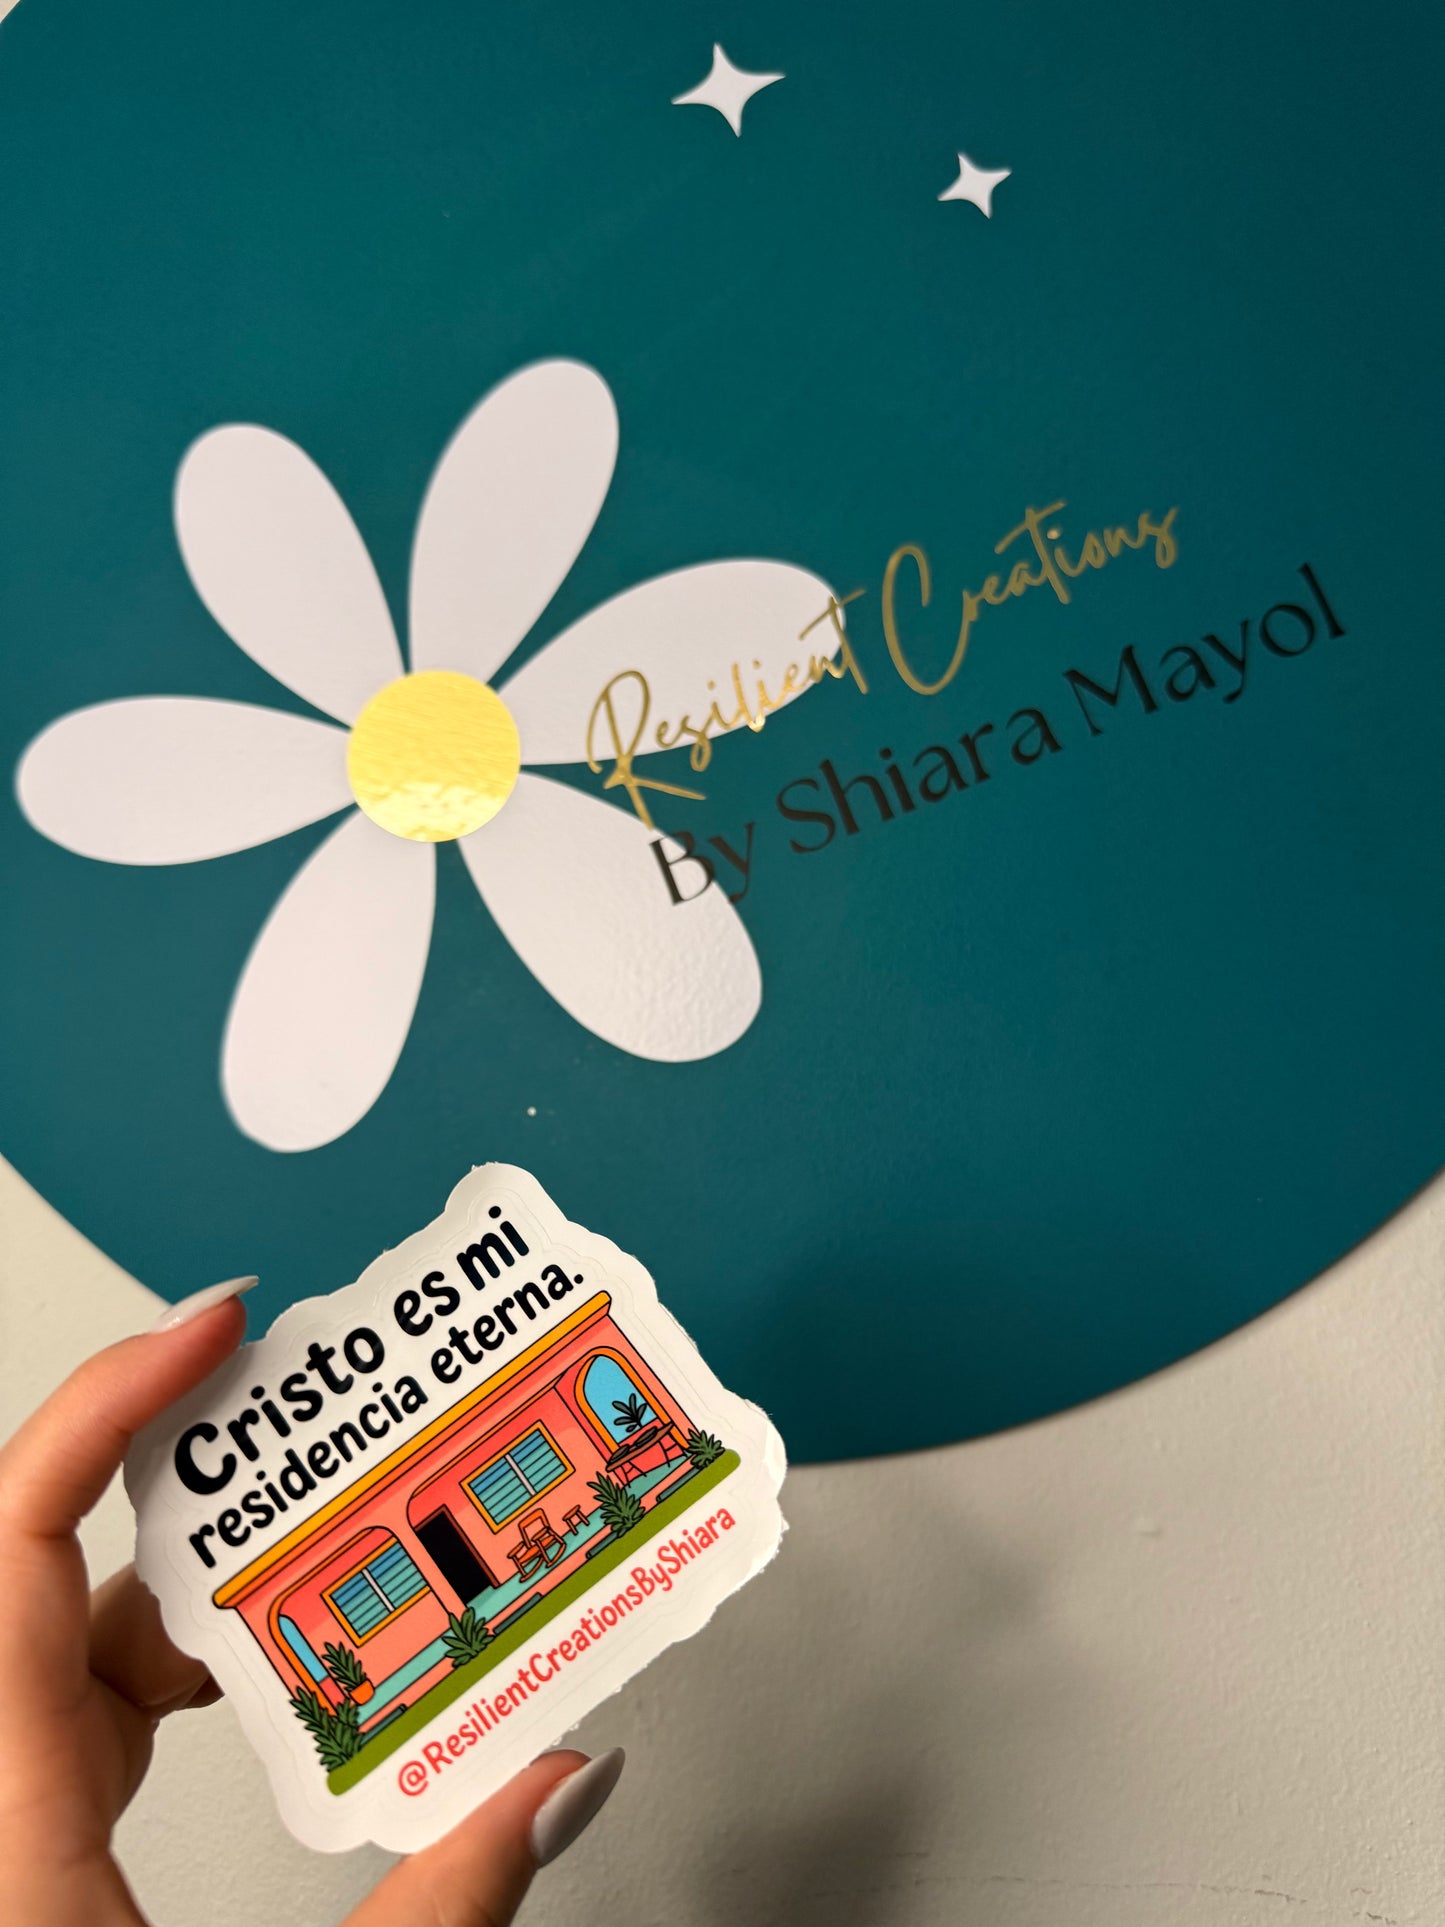 Resilient Creations
By Shiara Mayol
Cristo es mi
residencia eterna.
@ResilientCreationsByShiara